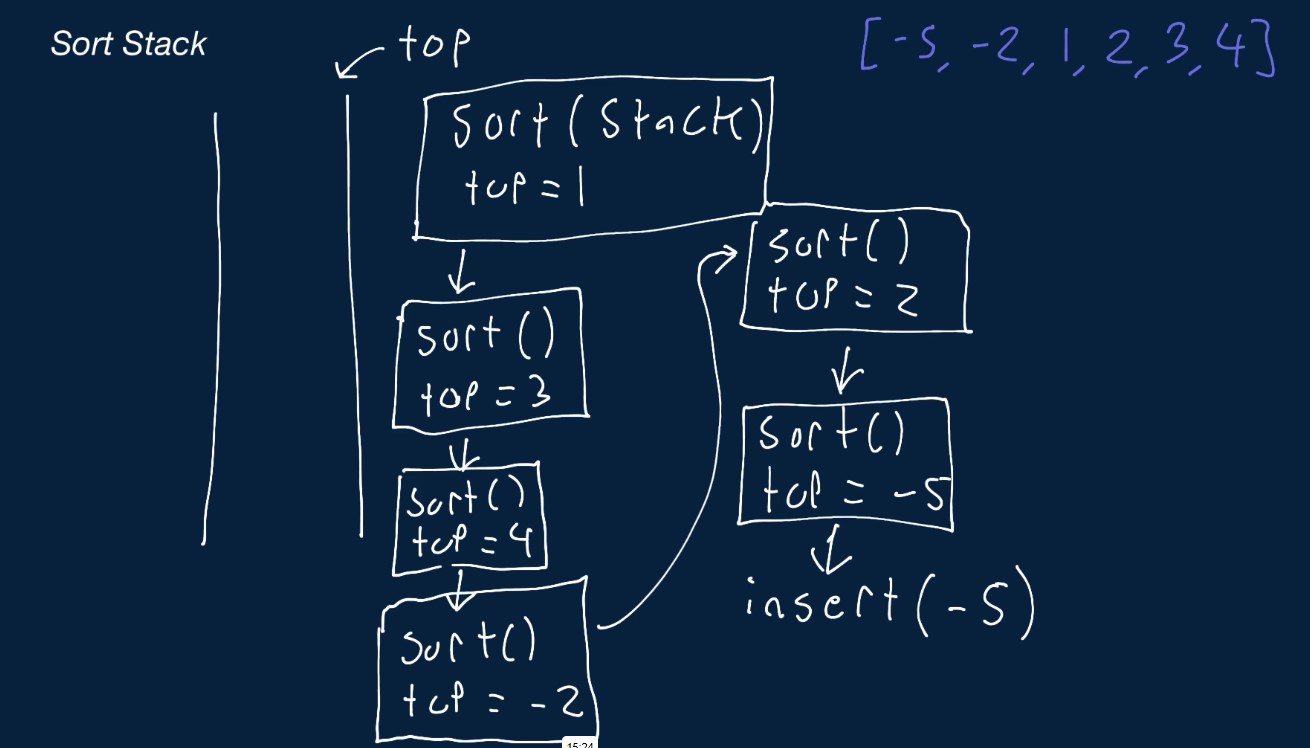 Sort Stack
top
[-5, -2, 1, 2, 3, 4]
sort(stack)
top = 1
sort()
top = 3
sort()
top = 4
sort()
top = -2
sort()
top = 2
sort()
top = -5
insert(-5)
15:24